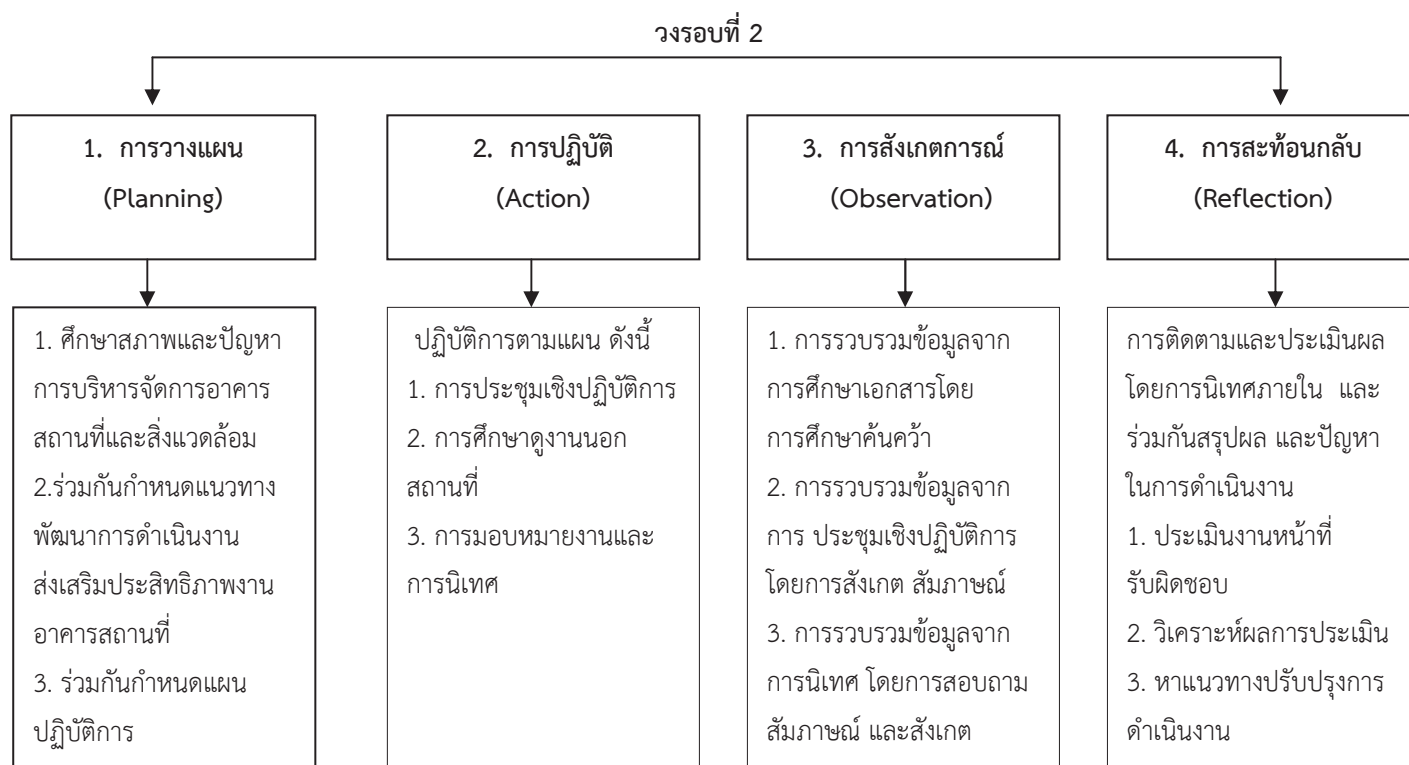 วงรอบที่ 2
1. การวางแผน
(Planning)
2. การปฏิบัติ
(Action)
3. การสังเกตการณ์
(Observation)
4. การสะท้อนกลับ
(Reflection)
1. ศึกษาสภาพและปัญหา
การบริหารจัดการอาคาร
สถานที่และสิ่งแวดล้อม
2.ร่วมกันกำหนดแนวทาง
พัฒนาการดำเนินงาน
ส่งเสริมประสิทธิภาพงาน
อาคารสถานที่
3. ร่วมกันกำหนดแผน
ปฏิบัติการ
ปฏิบัติการตามแผน ดังนี้
1. การประชุมเชิงปฏิบัติการ
2. การศึกษาดูงานนอก
สถานที่
3. การมอบหมายงานและ
การนิเทศ
1. การรวบรวมข้อมูลจาก
การศึกษาเอกสารโดย
การศึกษาค้นคว้า
2. การรวบรวมข้อมูลจาก
การ ประชุมเชิงปฏิบัติการ
โดยการสังเกต สัมภาษณ์
3. การรวบรวมข้อมูลจาก
การนิเทศ โดยการสอบถาม
สัมภาษณ์ และสังเกต
การติดตามและประเมินผล
โดยการนิเทศภายใน และ
ร่วมกันสรุปผล และปัญหา
ในการดำเนินงาน
1. ประเมินงานหน้าที่
รับผิดชอบ
2. วิเคราะห์ผลการประเมิน
3. หาแนวทางปรับปรุงการ
ดำเนินงาน